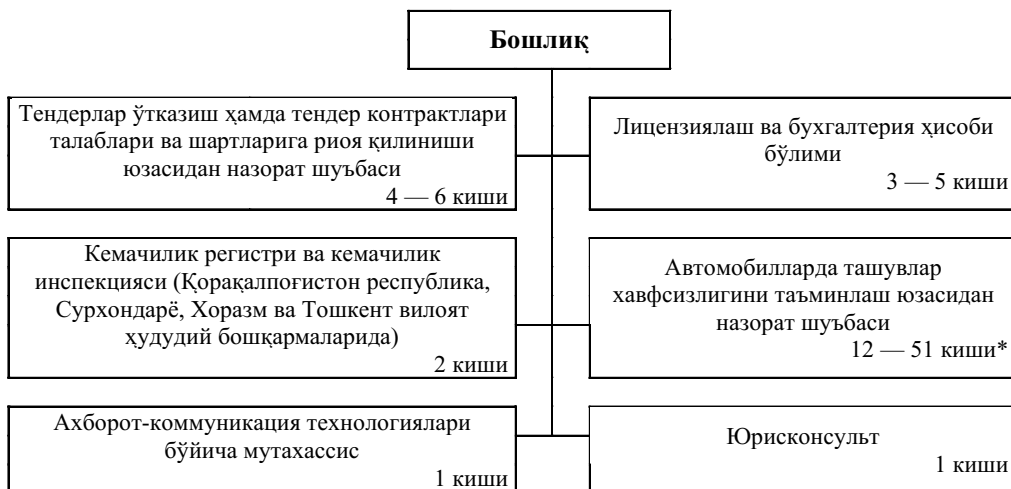 Бошлиқ
Тендерлар ўтказиш ҳамда тендер контрактлари
талаблари ва шартларига риоя қилиниши
юзасидан назорат шуъбаси
4 — 6 киши
Лицензиялаш ва бухгалтерия ҳисоби
бўлими
3 — 5 киши
Кемачилик регистри ва кемачилик
инспекцияси (Қорақалпоғистон республика,
Сурхондарё, Хоразм ва Тошкент вилоят
ҳудудий бошқармаларида)
2 киши
Автомобилларда ташувлар
хавфсизлигини таъминлаш юзасидан
назорат шуъбаси
12 — 51 киши*
Ахборот-коммуникация технологиялари
бўйича мутахассис
1 киши
Юрисконсульт
1 киши